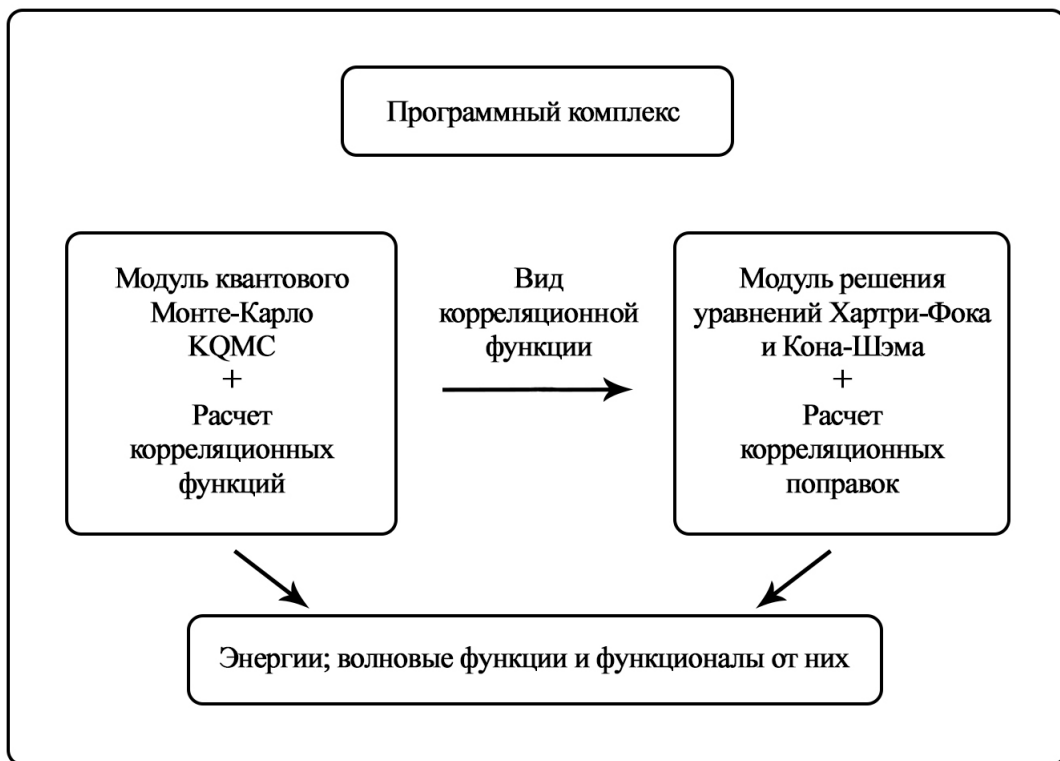 Программный комплекс
Модуль квантового
Монте-Карло
KQMC
+
Расчет
корреляционных
функций
Вид
корреляционной
функции
Модуль решения
уравнений Хартри-Фока
и Кона-Шэма
+
Расчет
корреляционных
поправок
Энергии; волновые функции и функционалы от них